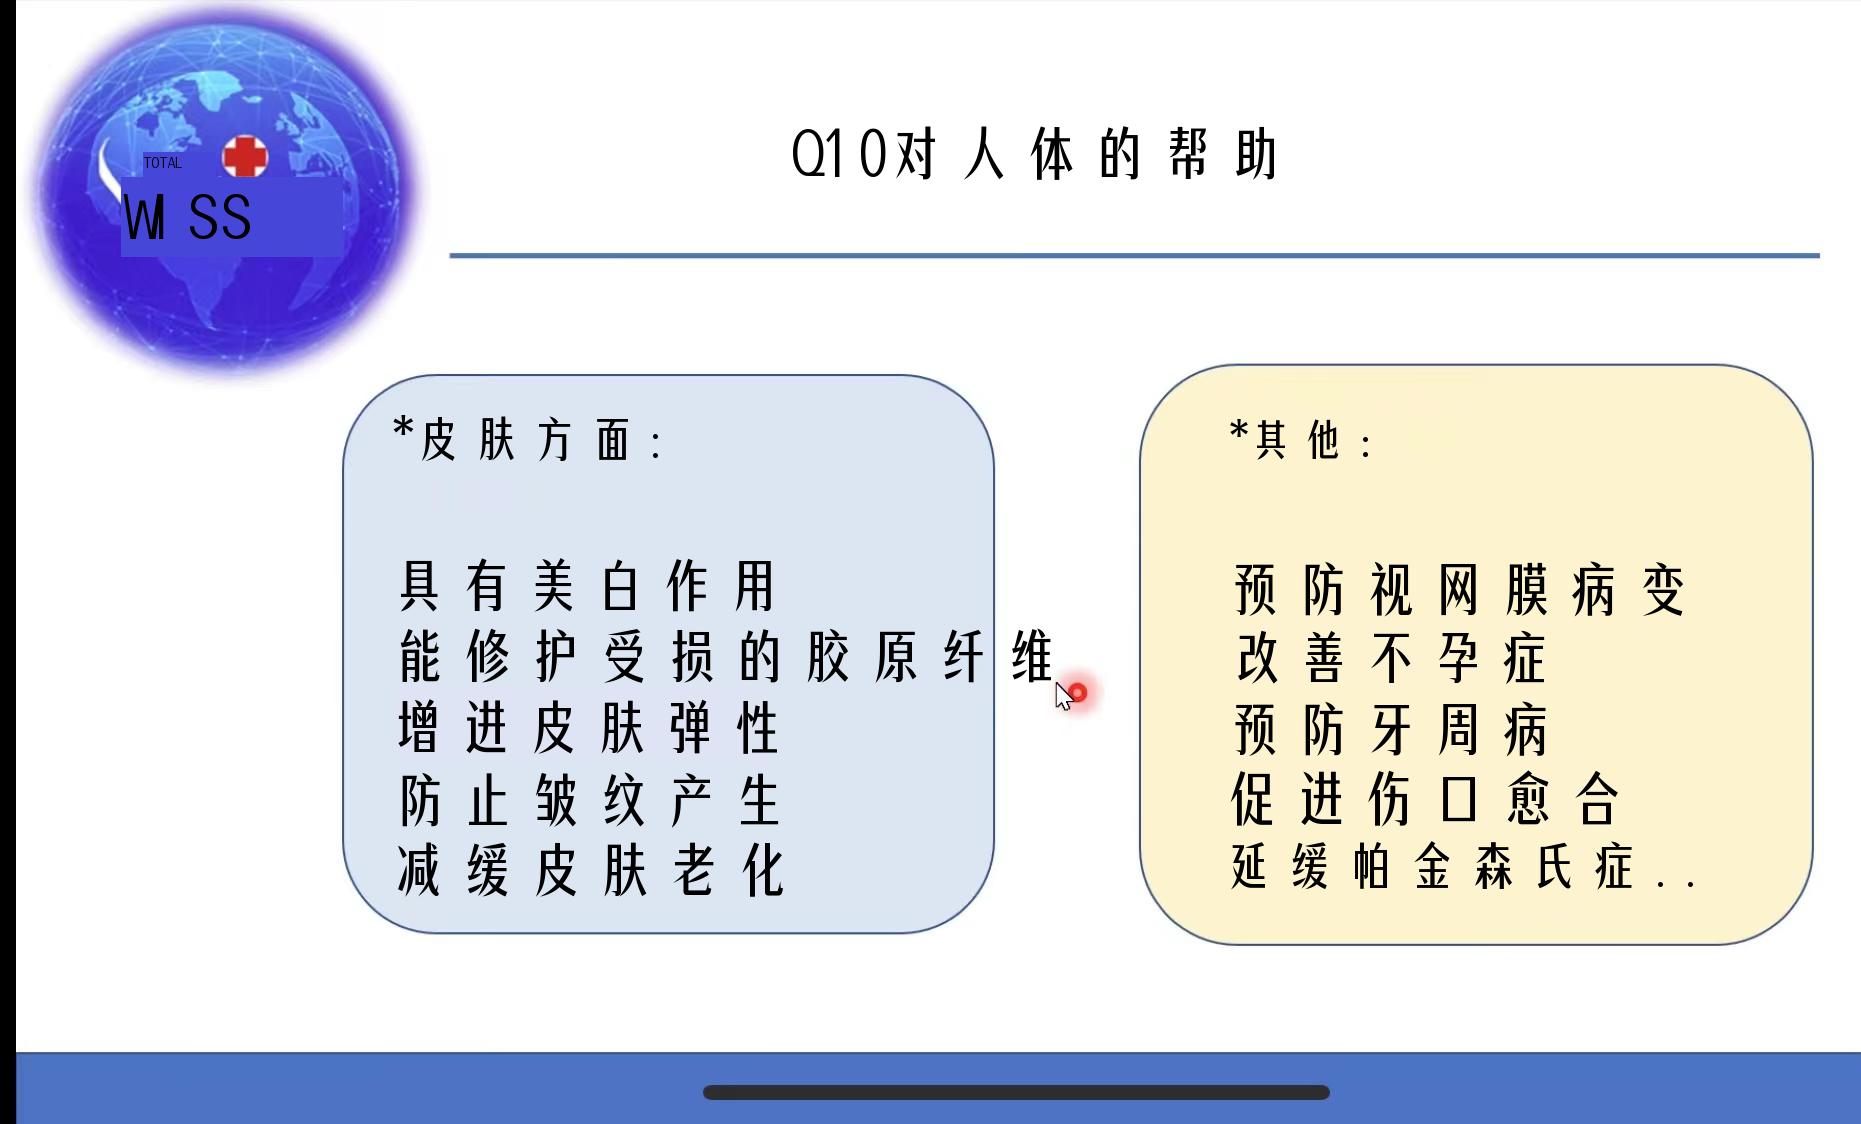 TOTAL
WISS
Q10对人体的帮助
*皮肤方面:
具有美白作用
能修护受损的胶原纤维
增进皮肤弹性
防止皱纹产生
减缓皮肤老化
*其他:
预防视网膜病变
改善不孕症
预防牙周病
促进伤口愈合
延缓帕金森氏症..